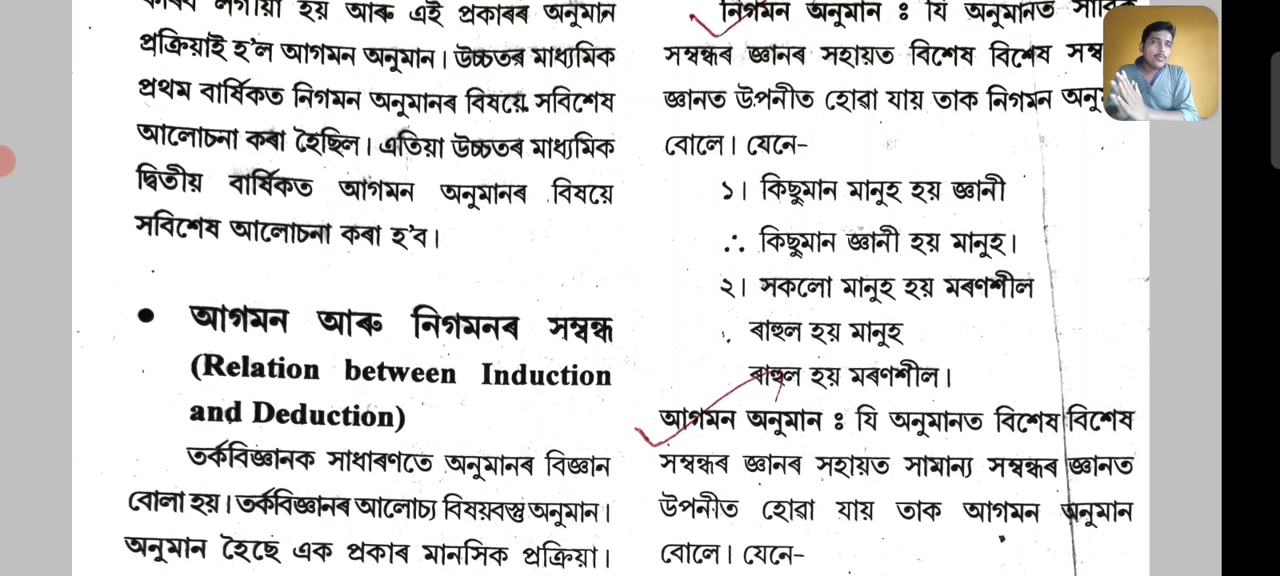 লগোৱা হয় আৰু এই প্ৰকাৰৰ অনুমান
প্ৰক্ৰিয়াই হ'ল আগমন অনুমান। উচ্চতৰ মাধ্যমিক
প্ৰথম বাৰ্ষিকত নিগমন অনুমানৰ বিষয়ে সবিশেষ
আলোচনা কৰা হৈছিল। এতিয়া উচ্চতৰ মাধ্যমিক
দ্বিতীয় বাৰ্ষিকত আগমন অনুমানৰ বিষয়ে
সবিশেষ আলোচনা কৰা হ'ব।
• আগমন আৰু নিগমনৰ সম্বন্ধ
(Relation between Induction
and Deduction)
তৰ্কবিজ্ঞানক সাধাৰণতে অনুমানৰ বিজ্ঞান
বোলা হয়। তৰ্কবিজ্ঞানৰ আলোচ্য বিষয়বস্তু অনুমান।
অনুমান হৈছে এক প্ৰকাৰ মানসিক প্ৰক্ৰিয়া।
নিগমন অনুমান ঃ যি অনুমানত
সম্বন্ধৰ জ্ঞানৰ সহায়ত বিশেষ বিশেষ
জ্ঞানত উপনীত হোৱা যায় তাক নিগমন
বোলে। যেনে-
১। কিছুমান মানুহ হয় জ্ঞানী
∴ কিছুমান জ্ঞানী হয় মানুহ।
২। সকলো মানুহ হয় মৰণশীল
ৰাহুল হয় মানুহ
ৰাহুল হয় মৰণশীল।
আগমন অনুমান ঃ যি অনুমানত বিশেষ বিশেষ
সম্বন্ধৰ জ্ঞানৰ সহায়ত সামান্য সম্বন্ধৰ জ্ঞানত
উপনীত হোৱা যায় তাক আগমন অনুমান
বোলে। যেনে-